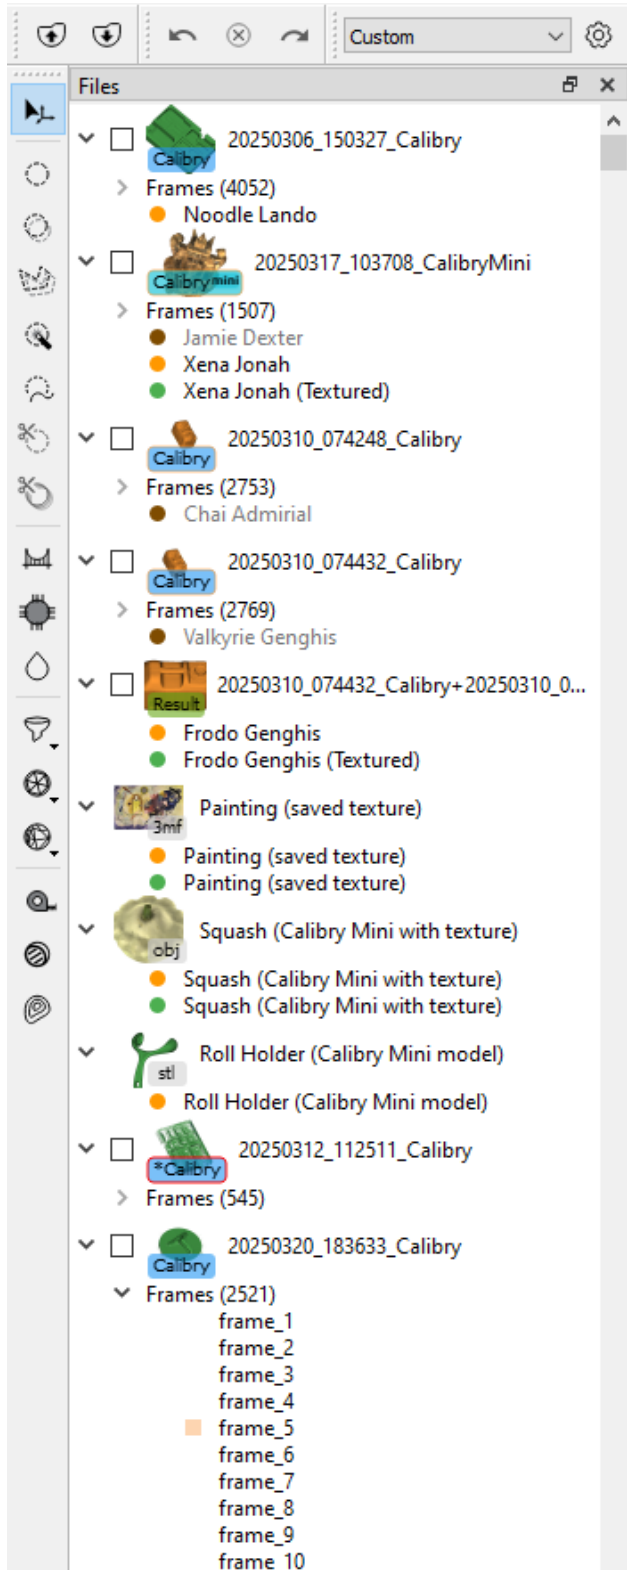 Custom
Files
Calibry
20250306_150327_Calibry
Frames (4052)
Noodle Lando
Calibry mini
20250317_103708_CalibryMini
Frames (1507)
Jamie Dexter
Xena Jonah
Xena Jonah (Textured)
Calibry
20250310_074248_Calibry
Frames (2753)
Chai Admirial
Calibry
20250310_074432_Calibry
Frames (2769)
Valkyrie Genghis
Result
20250310_074432_Calibry+20250310_0...
Frodo Genghis
Frodo Genghis (Textured)
3mf
Painting (saved texture)
Painting (saved texture)
Painting (saved texture)
obj
Squash (Calibry Mini with texture)
Squash (Calibry Mini with texture)
Squash (Calibry Mini with texture)
stl
Roll Holder (Calibry Mini model)
Roll Holder (Calibry Mini model)
*Calibry
20250312_112511_Calibry
Frames (545)
Calibry
20250320_183633_Calibry
Frames (2521)
frame_1
frame_2
frame_3
frame_4
frame_5
frame_6
frame_7
frame_8
frame_9
frame_10